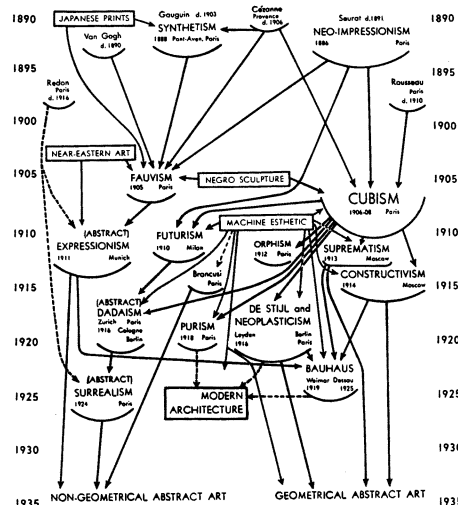 1890
JAPANESE PRINTS
Gauguin d. 1903
SYNTHETISM
1888 Pont-Aven, Paris
Cézanne
Provence
d. 1906
Seurat d. 1891
NEO-IMPRESSIONISM
1886 Paris
1890
Van Gogh
d. 1890
1895
Redon
Paris
d. 1916
Rousseau
Paris
d. 1910
1895
1900
1900
NEAR-EASTERN ART
1905
FAUVISM
1905 Paris
NEGRO SCULPTURE
CUBISM
1906-08 Paris
1905
1910
(ABSTRACT)
EXPRESSIONISM
1911 Munich
FUTURISM
1910 Milan
MACHINE ESTHETIC
ORPHISM
1912 Paris
SUPREMATISM
1913 Moscow
1910
Brancusi
Paris
CONSTRUCTIVISM
1914 Moscow
1915
(ABSTRACT)
DADAISM
Zurich Paris
1916 Cologne
Berlin
PURISM
1918 Paris
DE STIJL and
NEOPLASTICISM
Leyden Berlin
1916 Paris
1915
1920
BAUHAUS
Weimar Dessau
1919 1925
1920
1925
(ABSTRACT)
SURREALISM
1924 Paris
MODERN
ARCHITECTURE
1925
1930
1930
1935
NON-GEOMETRICAL ABSTRACT ART
GEOMETRICAL ABSTRACT ART
1935